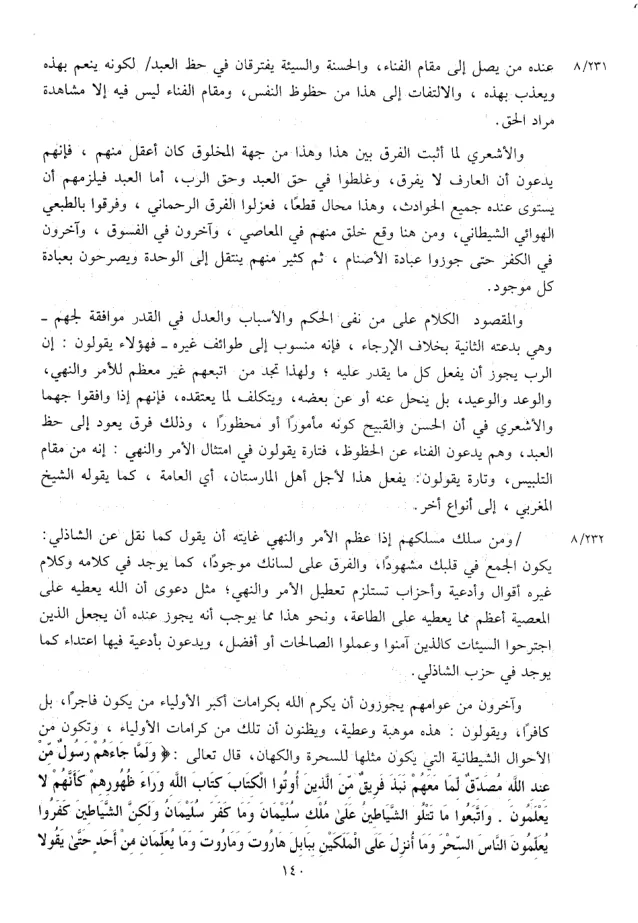 ٨/٢٣١ عنده من يصل إلى مقام الفناء، والحسنة والسيئة يفترقان في حظ العبد/ لكونه ينعم بهذه
ويعذب بهذه ، والالتفات إلى هذا من حظوظ النفس، ومقام الفناء ليس فيه إلا مشاهدة
مراد الحق .
والأشعري لما أثبت الفرق بين هذا وهذا من جهة المخلوق كان أعقل منهم ، فإنهم
يدعون أن العارف لا يفرق، وغلطوا في حق العبد وحق الرب، أما العبد فيلزمهم أن
يستوى عنده جميع الحوادث، وهذا محال قطعًا، فعزلوا الفرق الرحماني ، وفرقوا بالطبعي
الهوائي الشيطاني، ومن هنا وقع خلق منهم في المعاصي ، وآخرون في الفسوق ، وآخرون
في الكفر حتى جوزوا عبادة الأصنام ، ثم كثير منهم ينتقل إلى الوحدة ويصرحون بعبادة
كل موجود.
والمقصود الكلام على من نفى الحكم والأسباب والعدل في القدر موافقة لجهم ــ
وهي بدعته الثانية بخلاف الإرجاء ، فإنه منسوب إلى طوائف غيره ــ فهؤلاء يقولون : إن
الرب يجوز أن يفعل كل ما يقدر عليه ؛ ولهذا تجد من اتبعهم غير معظم للأمر والنهي،
والوعد والوعيد، بل ينحل عنه أو عن بعضه، ويتكلف لما يعتقده، فإنهم إذا وافقوا جهما
والأشعري في أن الحسن والقبيح كونه مأمورًا أو محظورًا ، وذلك فرق يعود إلى حظ
العبد، وهم يدعون الفناء عن الحظوظ، فتارة يقولون في امتثال الأمر والنهي : إنه من مقام
التلبيس، وتارة يقولون: يفعل هذا لأجل أهل المارستان، أي العامة ، كما يقوله الشيخ
المغربي ، إلى أنواع أخر .
٨/٢٣٢ /ومن سلك مسلكهم إذا عظم الأمر والنهي غايته أن يقول كما نقل عن الشاذلي:
يكون الجمع في قلبك مشهودًا، والفرق على لسانك موجودًا، كما يوجد في كلامه وكلام
غيره أقوال وأدعية وأحزاب تستلزم تعطيل الأمر والنهي؛ مثل دعوى أن الله يعطيه على
المعصية أعظم مما يعطيه على الطاعة، ونحو هذا مما يوجب أنه يجوز عنده أن يجعل الذين
اجترحوا السيئات كالذين آمنوا وعملوا الصالحات أو أفضل، ويدعون بأدعية فيها اعتداء كما
يوجد في حزب الشاذلي.
وآخرون من عوامهم يجوزون أن يكرم الله بكرامات أكبر الأولياء من يكون فاجرًا، بل
كافرًا، ويقولون : هذه موهبة وعطية، ويظنون أن تلك من كرامات الأولياء ، وتكون من
الأحوال الشيطانية التي يكون مثلها للسحرة والكهان، قال تعالى : ﴿ وَلَمَّا جَاءَهُمْ رَسُولٌ مِّنْ
عِندِ اللَّهِ مُصَدِّقٌ لِّمَا مَعَهُمْ نَبَذَ فَرِيقٌ مِّنَ الَّذِينَ أُوتُوا الْكِتَابَ كِتَابَ اللَّهِ وَرَاءَ ظُهُورِهِمْ كَأَنَّهُمْ لَا
يَعْلَمُونَ . وَاتَّبَعُوا مَا تَتْلُو الشَّيَاطِينُ عَلَىٰ مُلْكِ سُلَيْمَانَ وَمَا كَفَرَ سُلَيْمَانُ وَلَٰكِنَّ الشَّيَاطِينَ كَفَرُوا
يُعَلِّمُونَ النَّاسَ السِّحْرَ وَمَا أُنزِلَ عَلَى الْمَلَكَيْنِ بِبَابِلَ هَارُوتَ وَمَارُوتَ وَمَا يُعَلِّمَانِ مِنْ أَحَدٍ حَتَّىٰ يَقُولَا
١٤٠